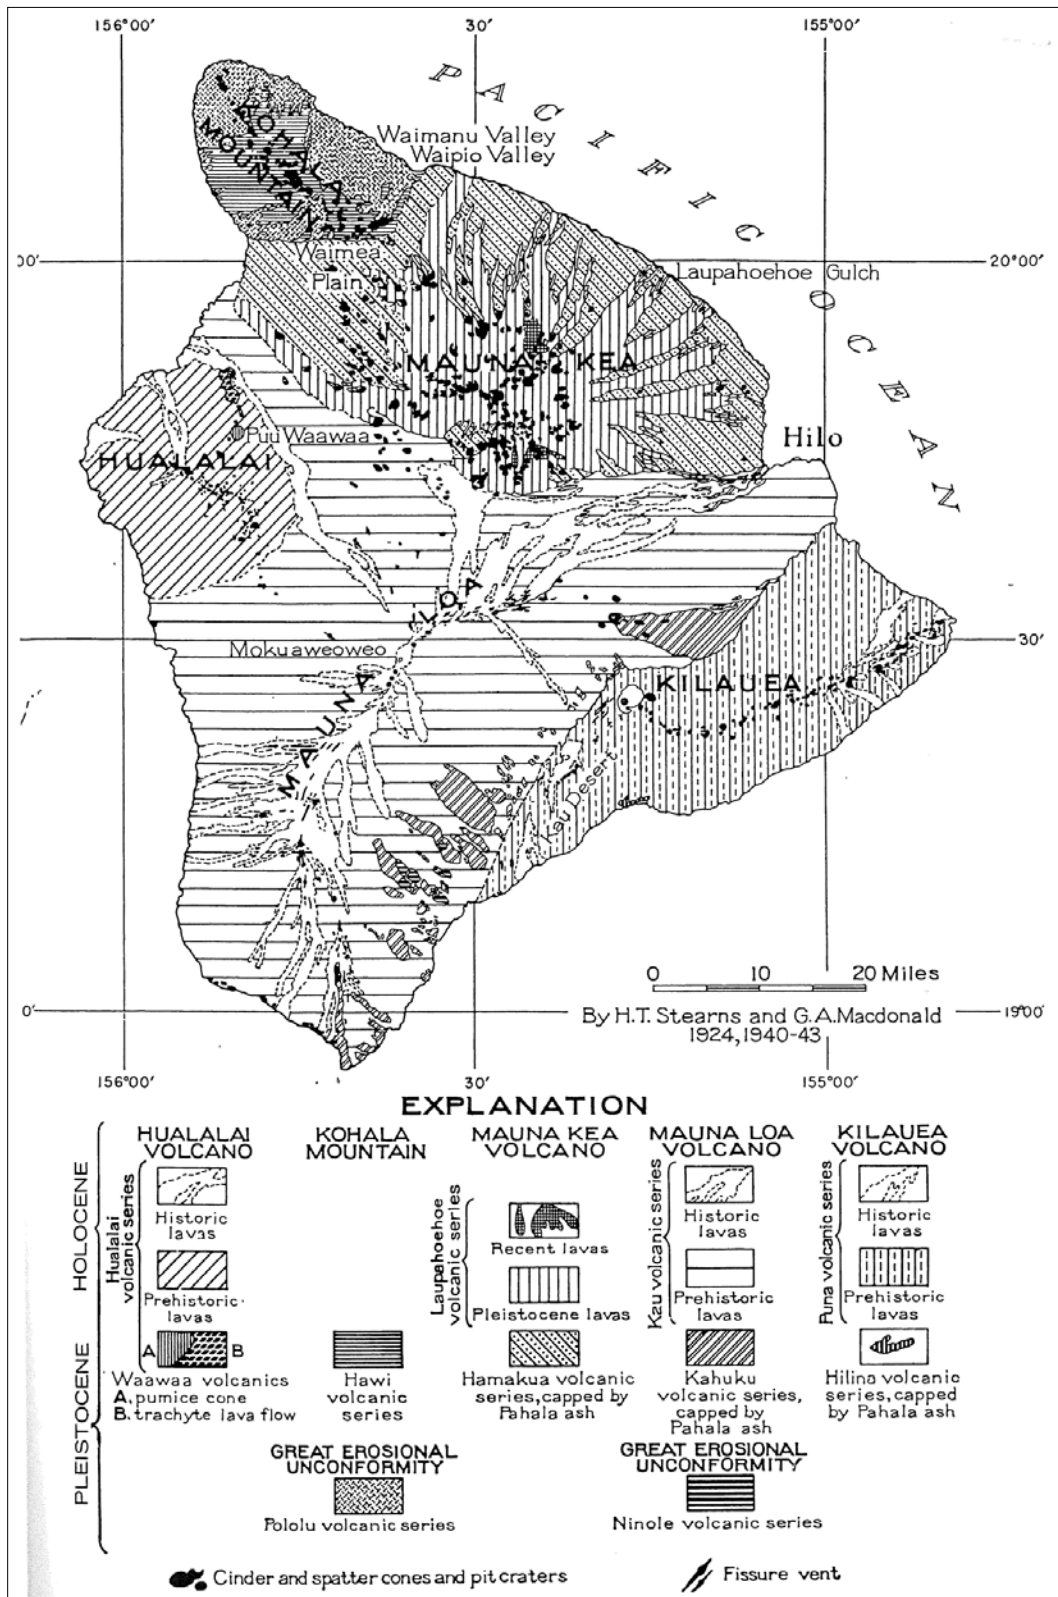 156°00'
30'
155°00'
PACIFIC OCEAN
KOHALA
MOUNTAIN
Waimanu Valley
Waipio Valley
00'
20°00'
Waimea
Plain
Laupahoehoe Gulch
MAUNA KEA
Puu Waawaa
HUALALAI
Hilo
MAUNA LOA
Mokuaweoweo
30'
KILAUEA
Kau Desert
0 10 20 Miles
By H.T. Stearns and G.A.Macdonald
1924,1940-43
0'
19°00'
156°00'
30'
155°00'
EXPLANATION
HUALALAI
VOLCANO
KOHALA
MOUNTAIN
MAUNA KEA
VOLCANO
MAUNA LOA
VOLCANO
KILAUEA
VOLCANO
HOLOCENE
PLEISTOCENE
Hualalai
volcanic series
Historic
lavas
Prehistoric
lavas
A
B
Waawaa volcanics
A. pumice cone
B. trachyte lava flow
Hawi
volcanic
series
Laupahoehoe
volcanic series
Recent lavas
Pleistocene lavas
Hamakua volcanic
series, capped by
Pahala ash
Kau volcanic series
Historic
lavas
Prehistoric
lavas
Kahuku
volcanic series,
capped by
Pahala ash
Puna volcanic series
Historic
lavas
Prehistoric
lavas
Hilina volcanic
series, capped
by Pahala ash
GREAT EROSIONAL
UNCONFORMITY
Pololu volcanic series
GREAT EROSIONAL
UNCONFORMITY
Ninole volcanic series
Cinder and spatter cones and pit craters
Fissure vent